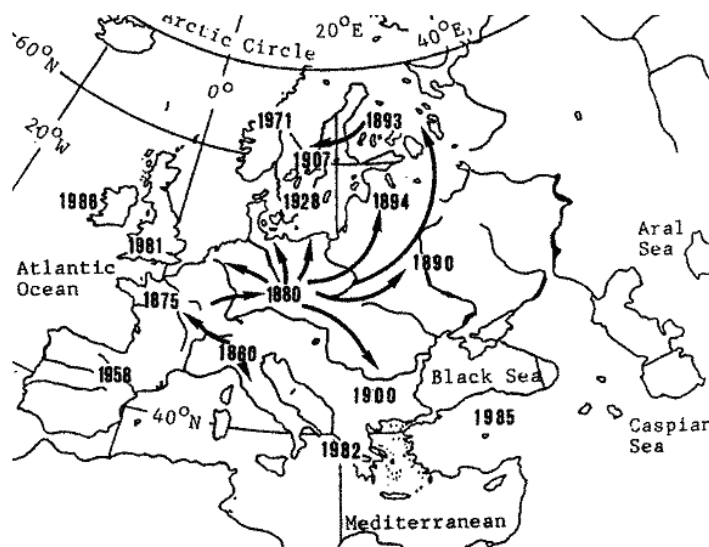 Arctic Circle
60°N
20°E
40°E
0°
20°W
1971
1893
1907
1986
1928
1894
1981
Aral
Sea
1890
Atlantic
Ocean
1875
1880
1860
Black Sea
1958
1900
40°N
1985
Caspian
Sea
1982
Mediterranean